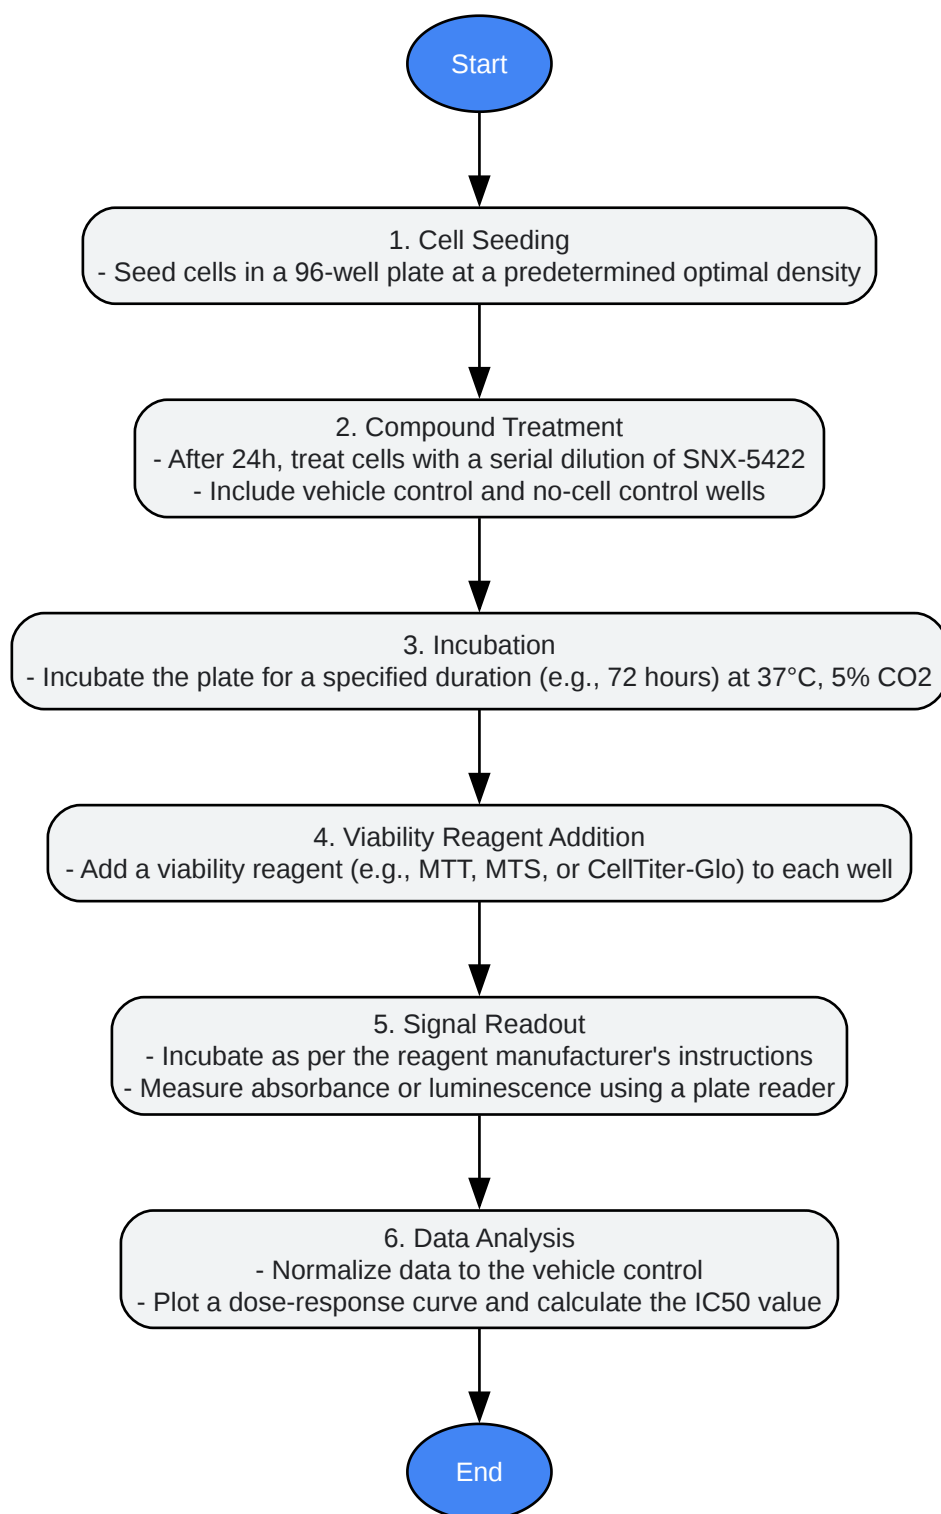 Start
1. Cell Seeding
- Seed cells in a 96-well plate at a predetermined optimal density
2. Compound Treatment
- After 24h, treat cells with a serial dilution of SNX-5422
- Include vehicle control and no-cell control wells
3. Incubation
- Incubate the plate for a specified duration (e.g., 72 hours) at 37°C, 5% CO2
4. Viability Reagent Addition
- Add a viability reagent (e.g., MTT, MTS, or CellTiter-Glo) to each well
5. Signal Readout
- Incubate as per the reagent manufacturer's instructions
- Measure absorbance or luminescence using a plate reader
6. Data Analysis
- Normalize data to the vehicle control
- Plot a dose-response curve and calculate the IC50 value
End